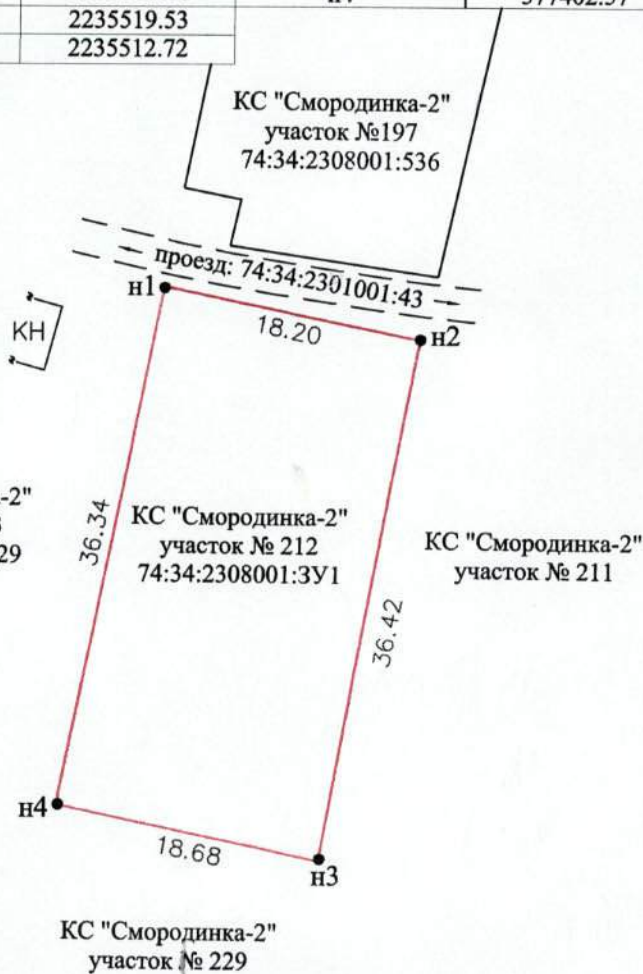 2235519.53
2235512.72
КС "Смородинка-2"
участок №197
74:34:2308001:536
проезд: 74:34:2301001:43
н1
18.20
н2
КН
36.34
-2"
29
КС "Смородинка-2"
участок № 212
74:34:2308001:ЗУ1
КС "Смородинка-2"
участок № 211
36.42
н4
18.68
н3
КС "Смородинка-2"
участок № 229